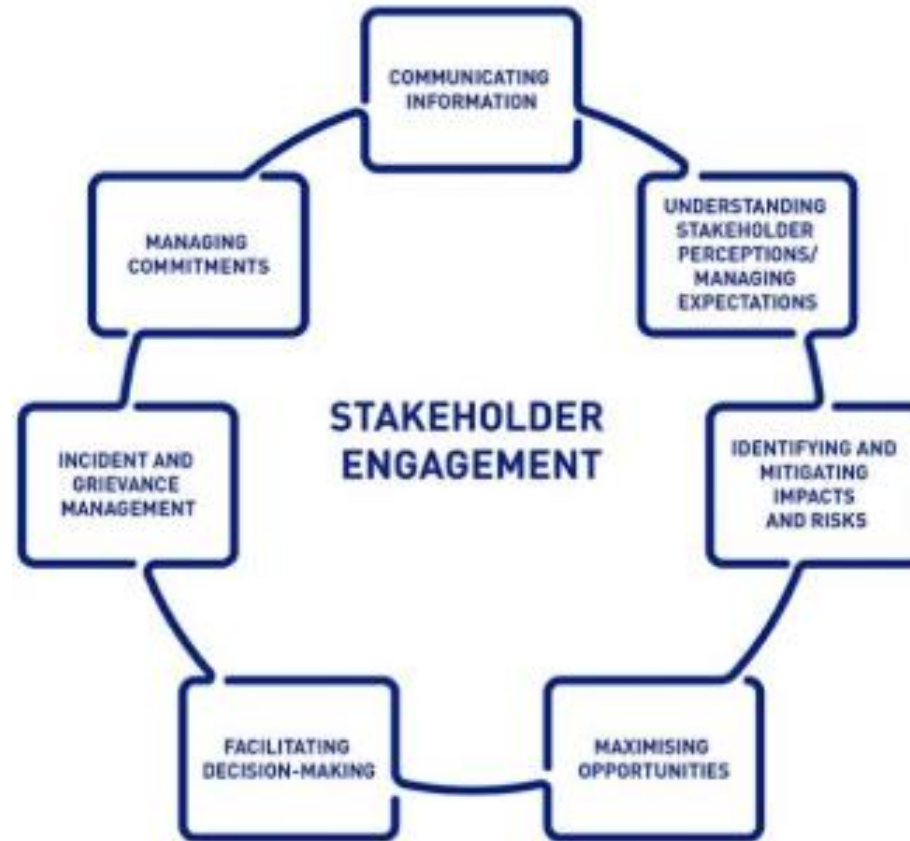 COMMUNICATING
INFORMATION
UNDERSTANDING
STAKEHOLDER
PERCEPTIONS/
MANAGING
EXPECTATIONS
IDENTIFYING AND
MITIGATING
IMPACTS
AND RISKS
MAXIMISING
OPPORTUNITIES
FACILITATING
DECISION-MAKING
INCIDENT AND
GRIEVANCE
MANAGEMENT
MANAGING
COMMITMENTS
STAKEHOLDER
ENGAGEMENT